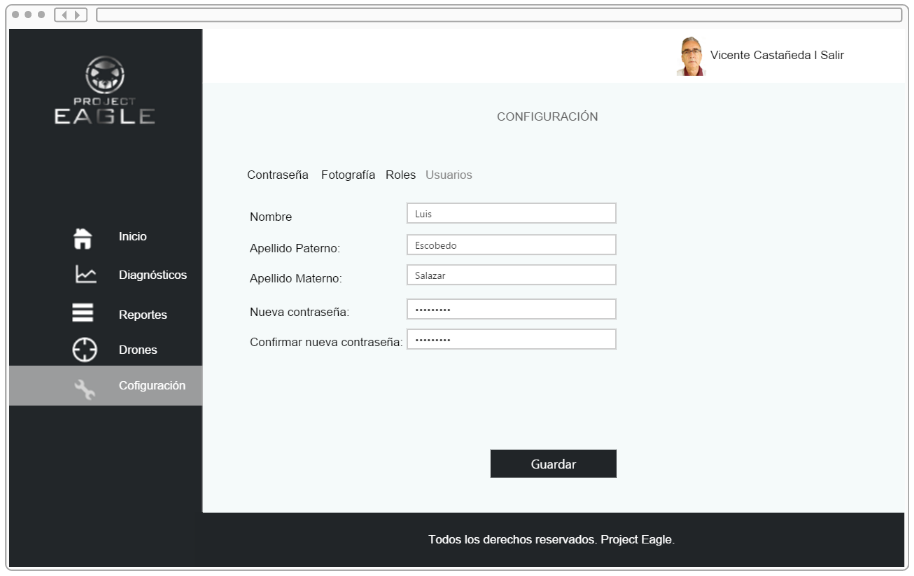 PROJECT
EAGLE
Vicente Castañeda | Salir
CONFIGURACIÓN
Contraseña Fotografía Roles Usuarios
Inicio
Diagnósticos
Reportes
Drones
Cofiguración
Nombre Luis
Apellido Paterno: Escobedo
Apellido Materno: Salazar
Nueva contraseña: •••••••••
Confirmar nueva contraseña: •••••••••
Guardar
Todos los derechos reservados. Project Eagle.